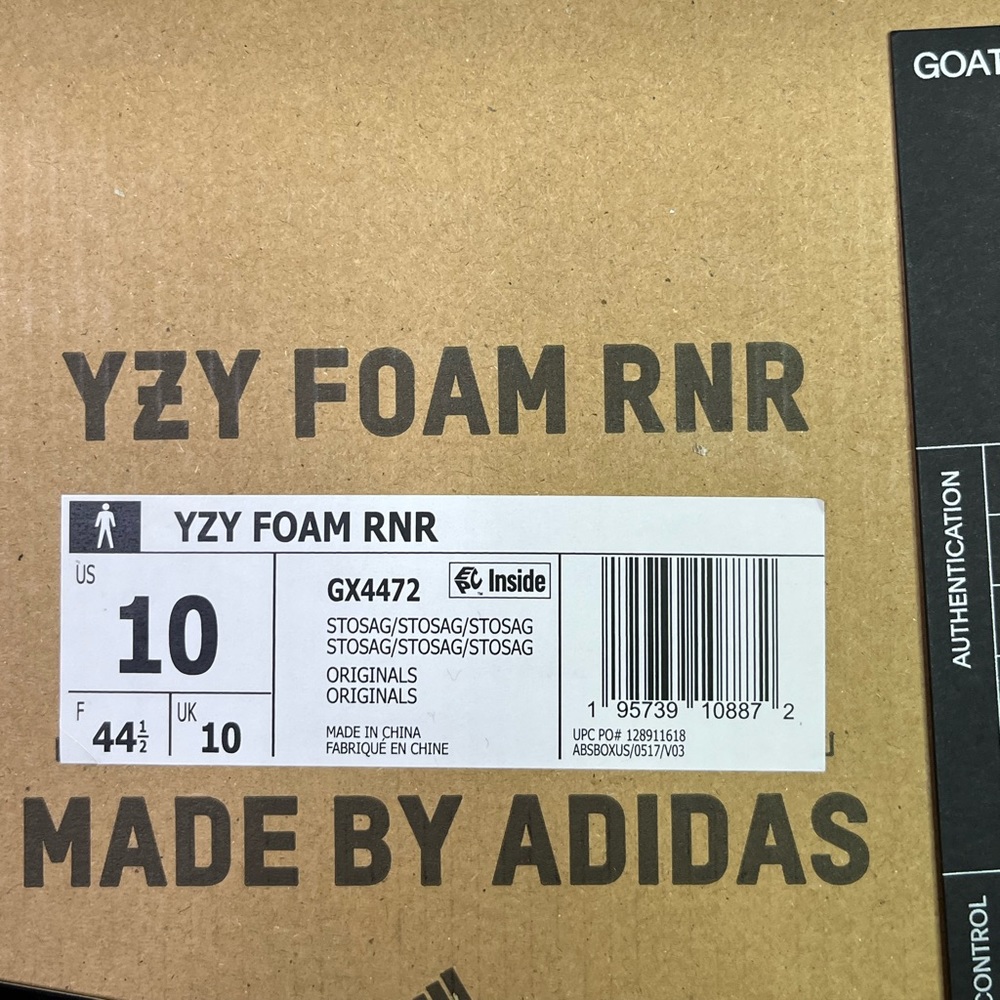 GOAT
YZY FOAM RNR
YZY FOAM RNR
US
10
F
44½
UK
10
GX4472
EPC Inside
STOSAG/STOSAG/STOSAG
STOSAG/STOSAG/STOSAG
ORIGINALS
ORIGINALS
MADE IN CHINA
FABRIQUÉ EN CHINE
1 95739 10887 2
UPC PO# 128911618
ABSBOXUS/0517/V03
MADE BY ADIDAS
AUTHENTICATION
CONTROL